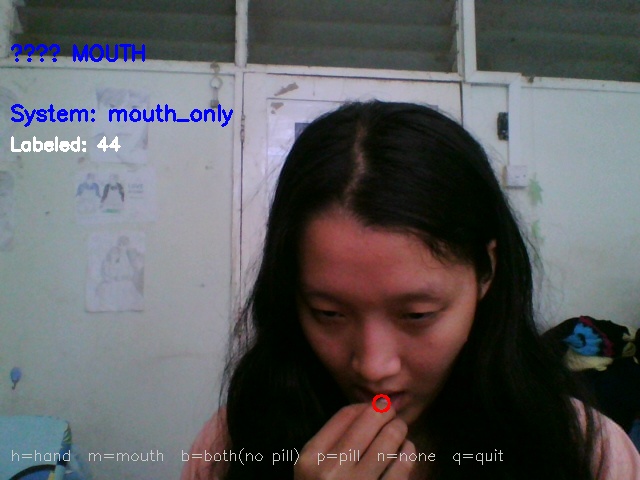 ???? MOUTH
System: mouth_only
Labeled: 44
h=hand m=mouth b=both(no pill) p=pill n=none q=quit